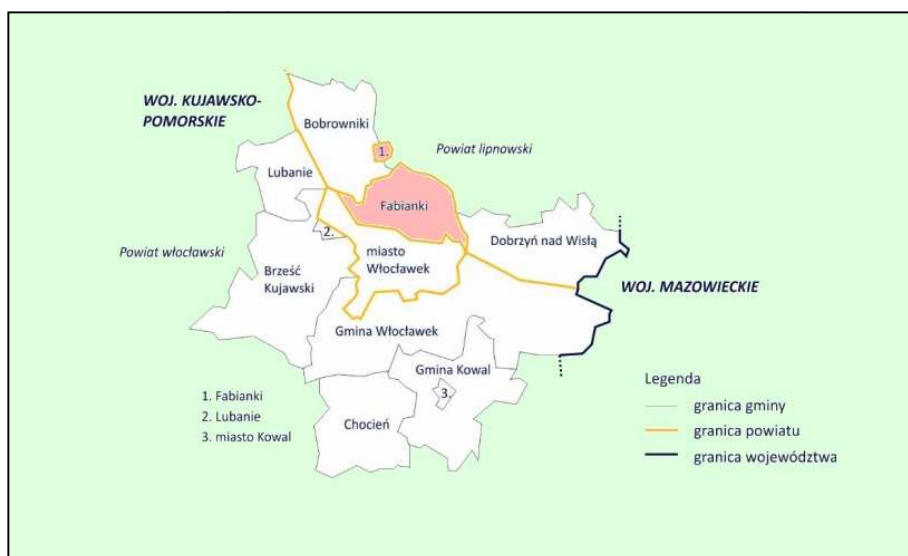 WOJ. KUJAWSKO-
POMORSKIE
Bobrowniki
1.
Powiat lipnowski
Lubanie
Fabianki
2.
Dobrzyń nad Wisłą
Powiat włocławski
miasto
Włocławek
Brześć
Kujawski
WOJ. MAZOWIECKIE
Gmina Włocławek
Gmina Kowal
3.
Chocień
1. Fabianki
2. Lubanie
3. miasto Kowal
Legenda
granica gminy
granica powiatu
granica województwa